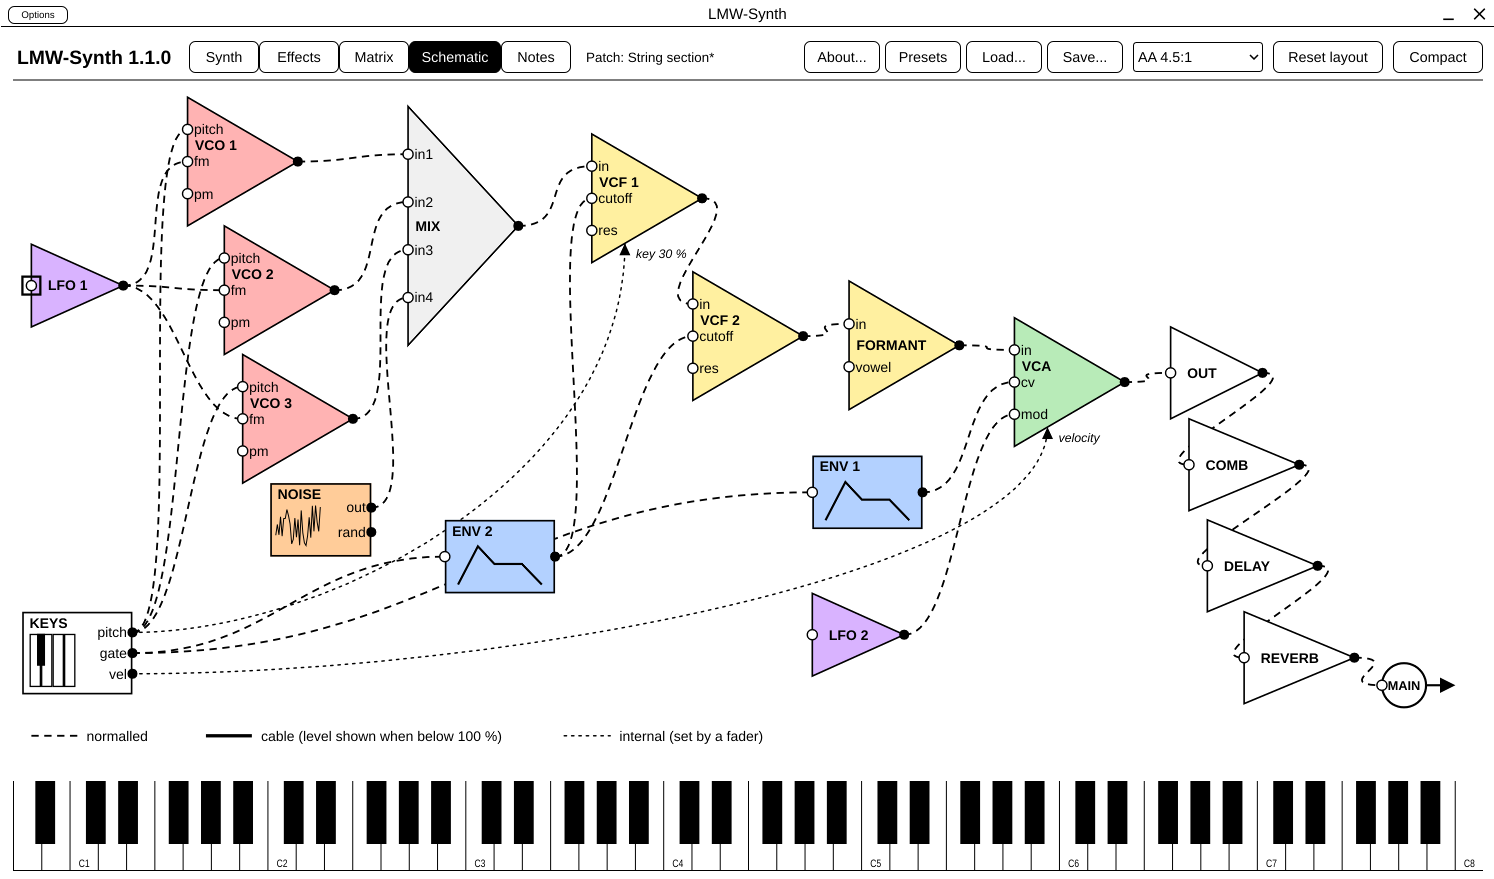 Options
LMW-Synth
LMW-Synth 1.1.0
Synth
Effects
Matrix
Schematic
Notes
Patch: String section*
About...
Presets
Load...
Save...
AA 4.5:1
Reset layout
Compact
pitch
VCO 1
fm
pm
in1
in2
MIX
in3
in4
in
VCF 1
cutoff
res
key 30 %
LFO 1
pitch
VCO 2
fm
pm
in
VCF 2
cutoff
res
in
FORMANT
vowel
in
VCA
cv
mod
velocity
OUT
COMB
DELAY
REVERB
MAIN
pitch
VCO 3
fm
pm
NOISE
out
rand
ENV 2
ENV 1
LFO 2
KEYS
pitch
gate
vel
normalled
cable (level shown when below 100 %)
internal (set by a fader)
C1
C2
C3
C4
C5
C6
C7
C8